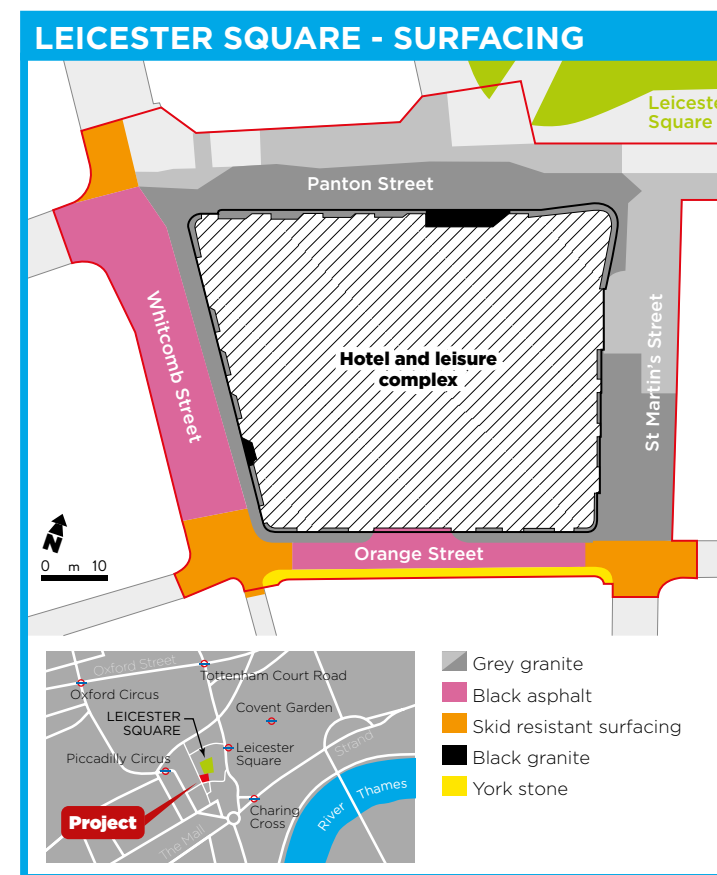 LEICESTER SQUARE - SURFACING
Square
Panton Street
Whitcomb Street
Hotel and leisure
complex
St Martin's Street
N
0 m 10
Orange Street
Oxford Street
Tottenham Court Road
Oxford Circus
LEICESTER
SQUARE
Covent Garden
Leicester
Square
Piccadilly Circus
Strand
Project
Charing
Cross
The Mall
River Thames
Grey granite
Black asphalt
Skid resistant surfacing
Black granite
York stone